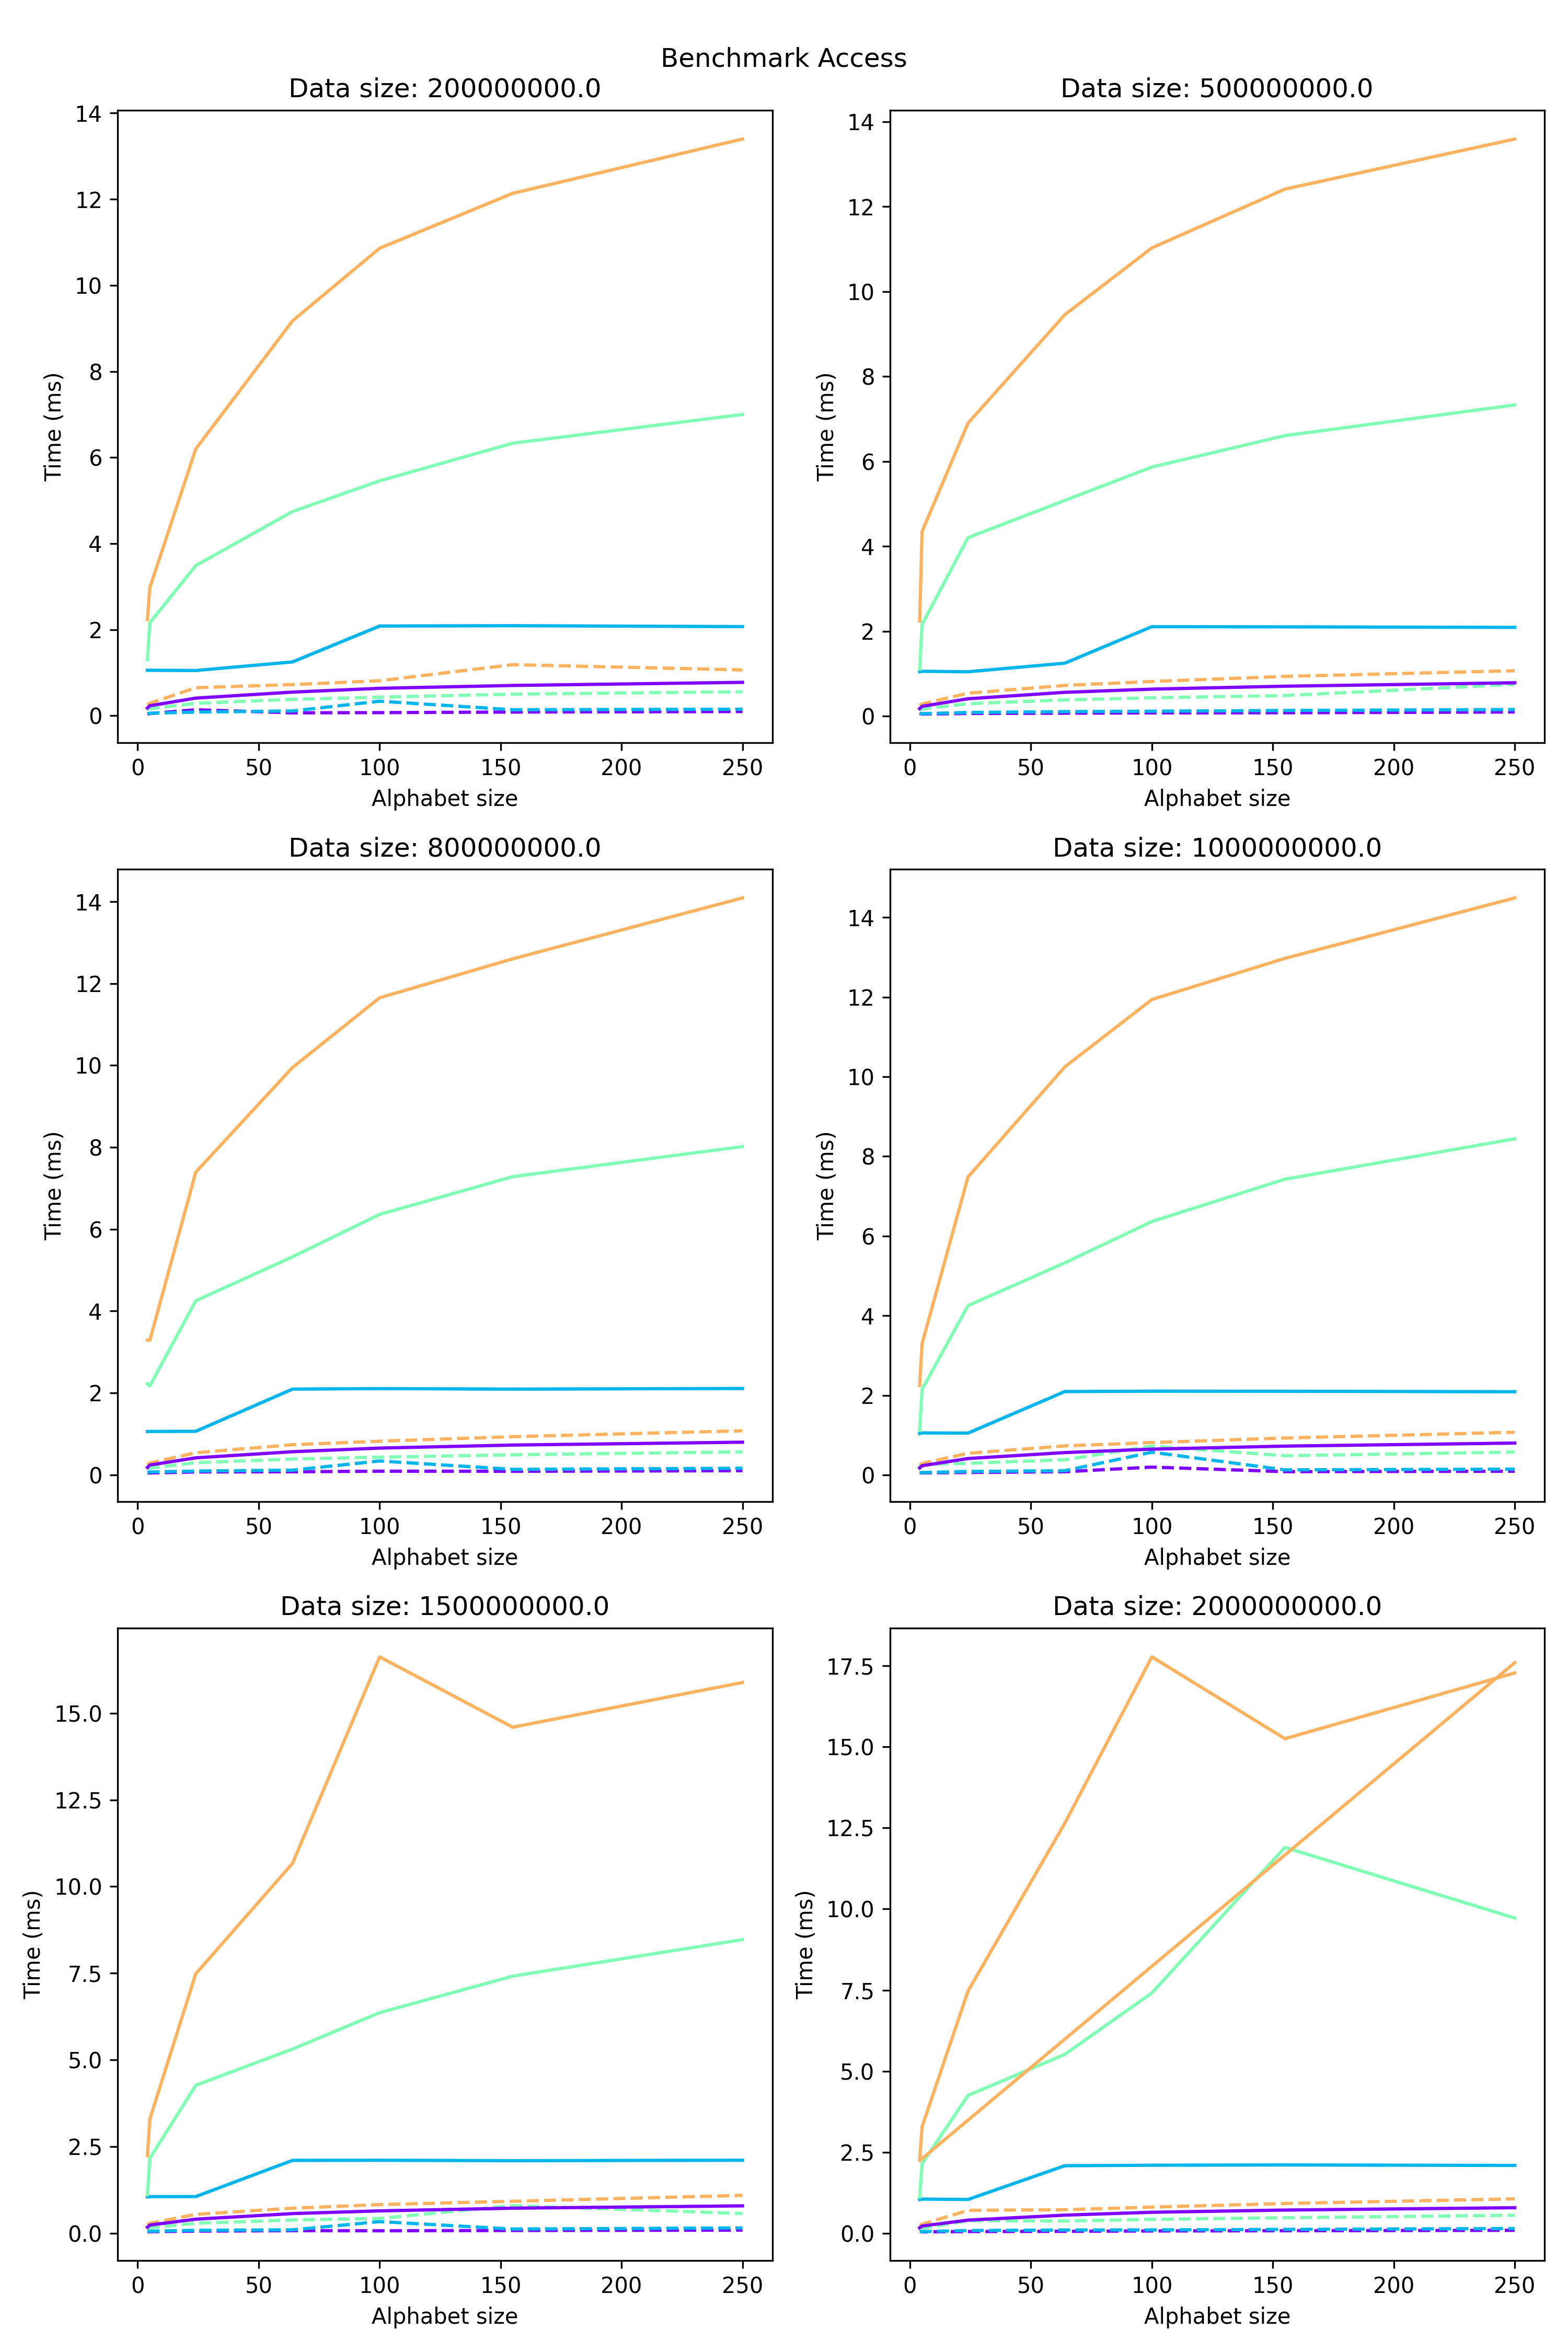 Benchmark Access
Data size: 200000000.0
14
12
10
8
6
4
2
0
Time (ms)
0 50 100 150 200 250
Alphabet size
Data size: 500000000.0
14
12
10
8
6
4
2
0
Time (ms)
0 50 100 150 200 250
Alphabet size
Data size: 800000000.0
14
12
10
8
6
4
2
0
Time (ms)
0 50 100 150 200 250
Alphabet size
Data size: 1000000000.0
14
12
10
8
6
4
2
0
Time (ms)
0 50 100 150 200 250
Alphabet size
Data size: 1500000000.0
15.0
12.5
10.0
7.5
5.0
2.5
0.0
Time (ms)
0 50 100 150 200 250
Alphabet size
Data size: 2000000000.0
17.5
15.0
12.5
10.0
7.5
5.0
2.5
0.0
Time (ms)
0 50 100 150 200 250
Alphabet size